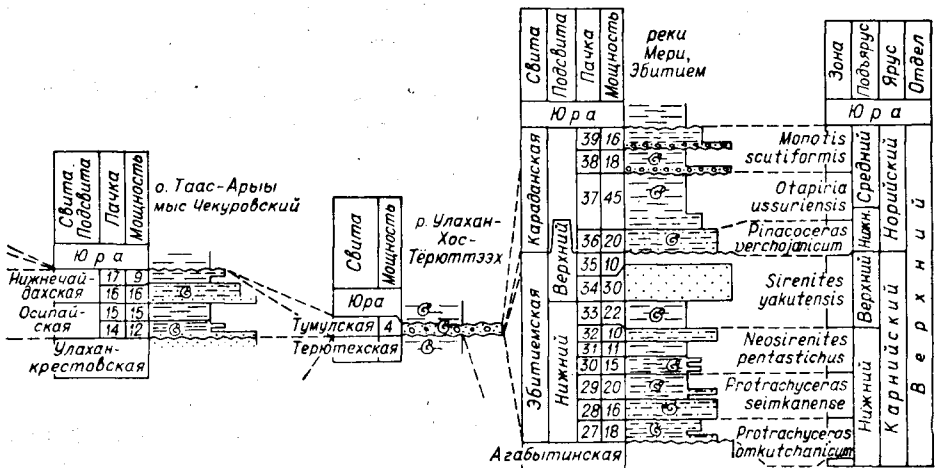 о. Таас-Арыы
мыс Чекуровский
Свита
Подсвита
Пачка
Мощность
Юра
Нижнечай-
дахская
17 9
16 16
Осипай-
ская
15 15
14 12
Улахан-
крестовская
р. Улахан-
Хос-
Тёрюттээх
Свита
Мощность
Юра
Тумулская 4
Терютехская
реки
Мери,
Эбитием
Свита
Подсвита
Пачка
Мощность
Юра
Караданская
Эбитиенская
Верхний
Нижний
39 16
38 18
37 45
36 20
35 10
34 30
33 22
32 10
31 11
30 15
29 20
28 16
27 18
Агабытинская
Зона
Подъярус
Ярус
Отдел
Юра
Monotis
scutiformis
Otapiria
ussuriensis
Pinacoceras
verchojanicum
Sirenites
yakutensis
Neosirenites
pentastichus
Protrachyceras
seimkanense
Protrachyceras
omkutchanicum
Средний
Нижн.
Верхний
Нижний
Норийский
Карнийский
Верхний